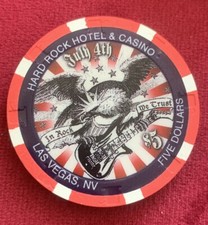 HARD ROCK HOTEL & CASINO
July 4th
In Rock We Trust
$5
LAS VEGAS, NV
FIVE DOLLARS